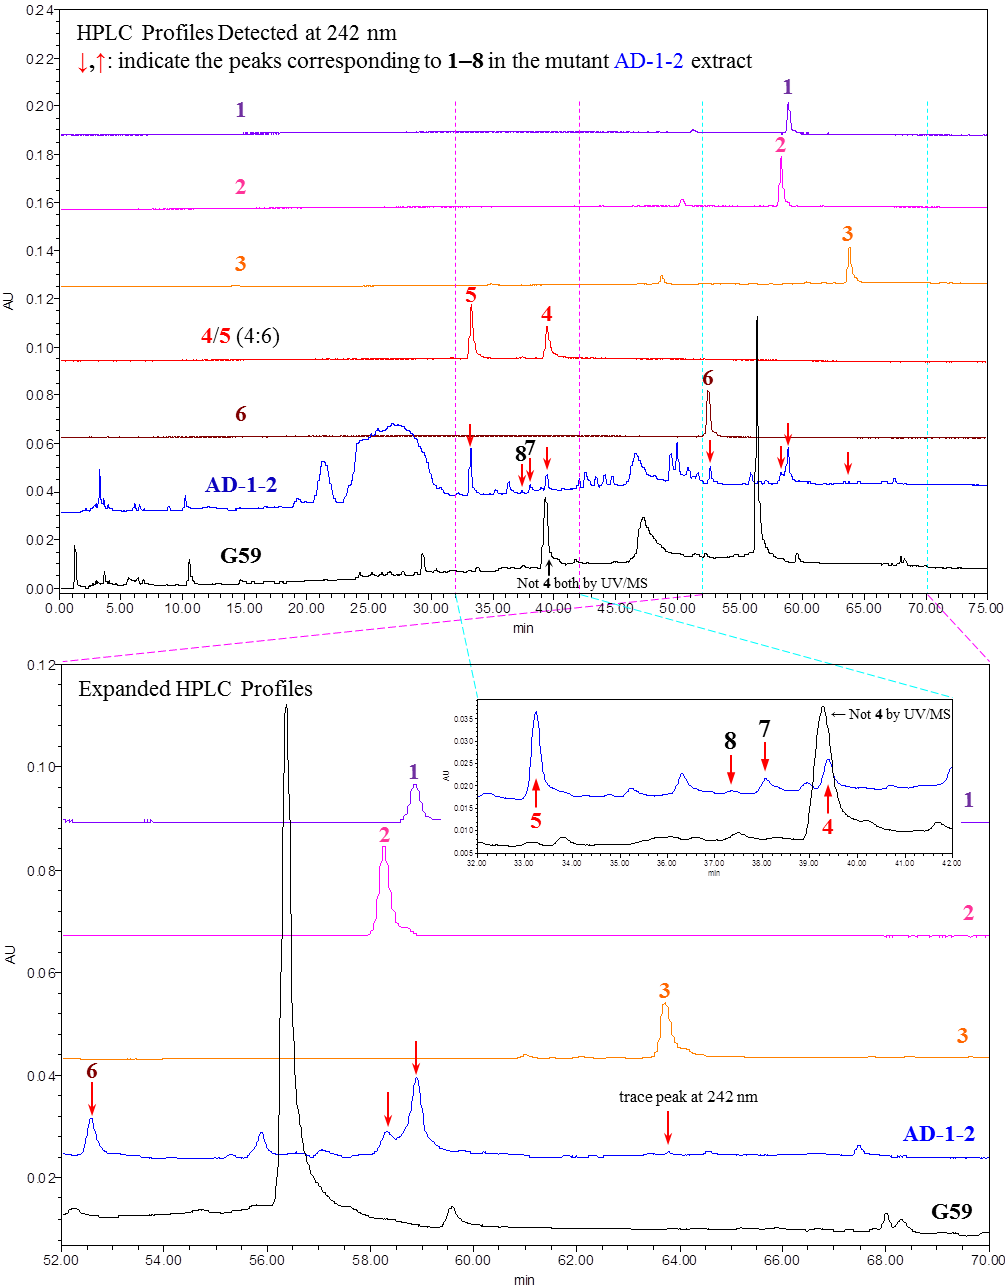 0.24
HPLC Profiles Detected at 242 nm
0.22
↓,↑: indicate the peaks corresponding to 1–8 in the mutant AD-1-2 extract
0.20
1
1
0.18
2
2
0.16
0.14
3
3
0.12
5
4
4/5 (4:6)
0.10
AU
0.08
6
6
0.06
8
7
AD-1-2
0.04
G59
0.02
Not 4 both by UV/MS
0.00
0.00 5.00 10.00 15.00 20.00 25.00 30.00 35.00 40.00 45.00 50.00 55.00 60.00 65.00 70.00 75.00
min
0.12
Expanded HPLC Profiles
0.035
← Not 4 by UV/MS
0.030
8
7
0.025
AU
0.020
0.015
5
4
0.010
0.005
32.00 33.00 34.00 35.00 36.00 37.00 38.00 39.00 40.00 41.00 42.00
min
0.10
1
1
0.08
2
2
AU
0.06
3
3
0.04
6
trace peak at 242 nm
AD-1-2
0.02
G59
52.00 54.00 56.00 58.00 60.00 62.00 64.00 66.00 68.00 70.00
min